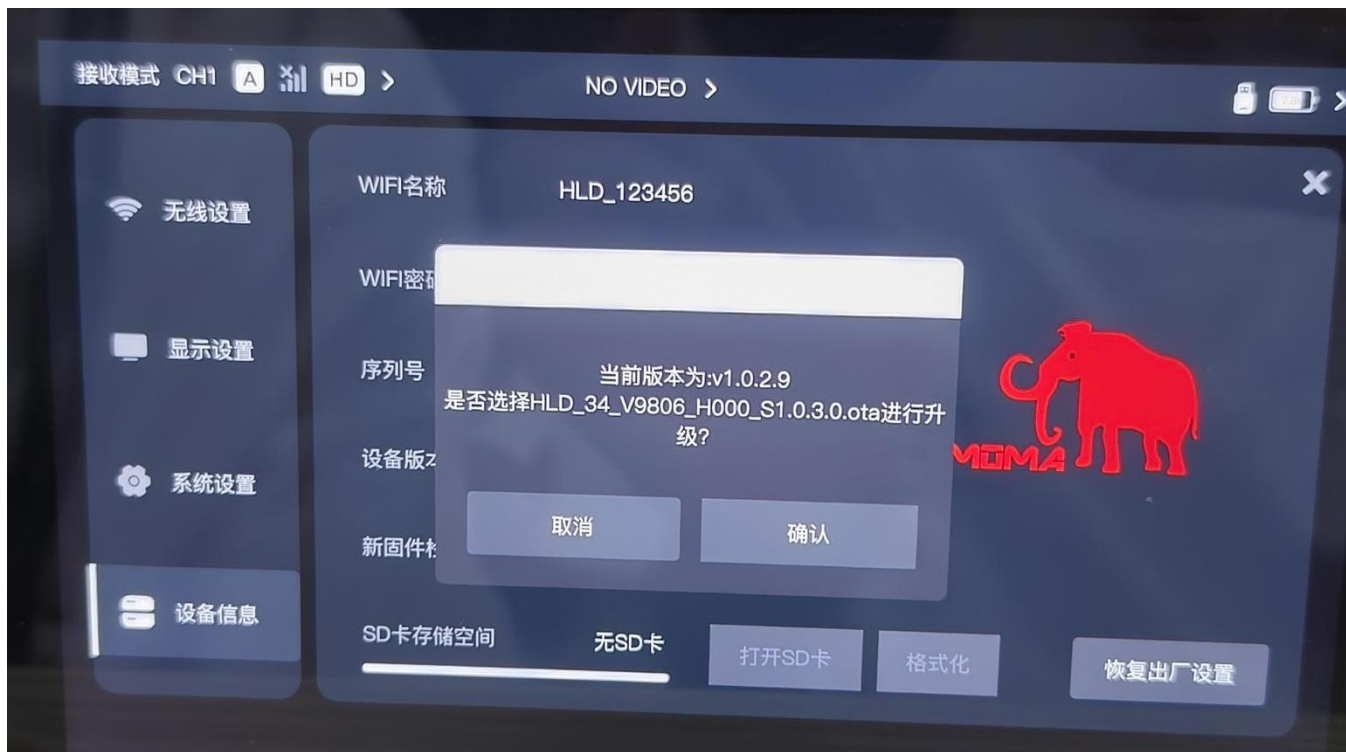 接收模式 CH1 A HD
NO VIDEO
无线设置
显示设置
系统设置
设备信息
WIFI名称 HLD_123456
WIFI密
序列号
设备版
新固件
当前版本为:v1.0.2.9
是否选择HLD_34_V9806_H000_S1.0.3.0.ota进行升
级?
取消 确认
MOMA
SD卡存储空间 无SD卡 打开SD卡 格式化 恢复出厂设置